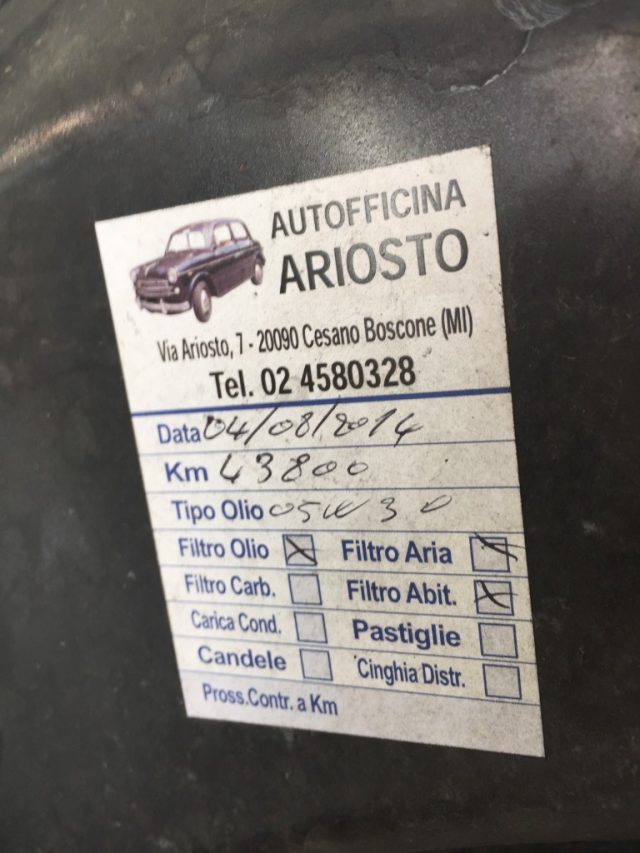 AUTOFFICINA
ARIOSTO
Via Ariosto, 7 - 20090 Cesano Boscone (MI)
Tel. 02 4580328
Data 04/08/2014
Km 43800
Tipo Olio 05W30
Filtro Olio Filtro Aria
Filtro Carb. Filtro Abit.
Carica Cond. Pastiglie
Candele Cinghia Distr.
Pross.Contr. a Km